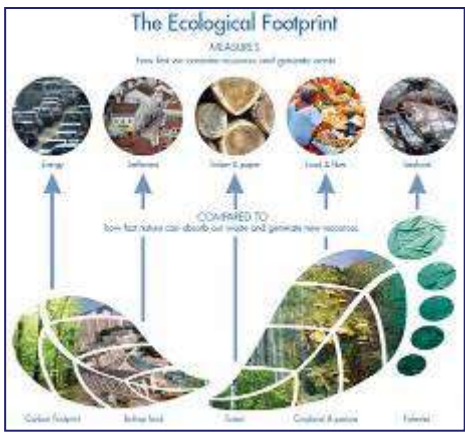 The Ecological Footprint
MEASURES
how fast we consume resources and generate waste
Energy
Settlement
Timber & paper
Food & fibre
Seafood
COMPARED TO
how fast nature can absorb our waste and generate new resources.
Carbon Footprint
Built-up land
Forest
Cropland & pasture
Fisheries